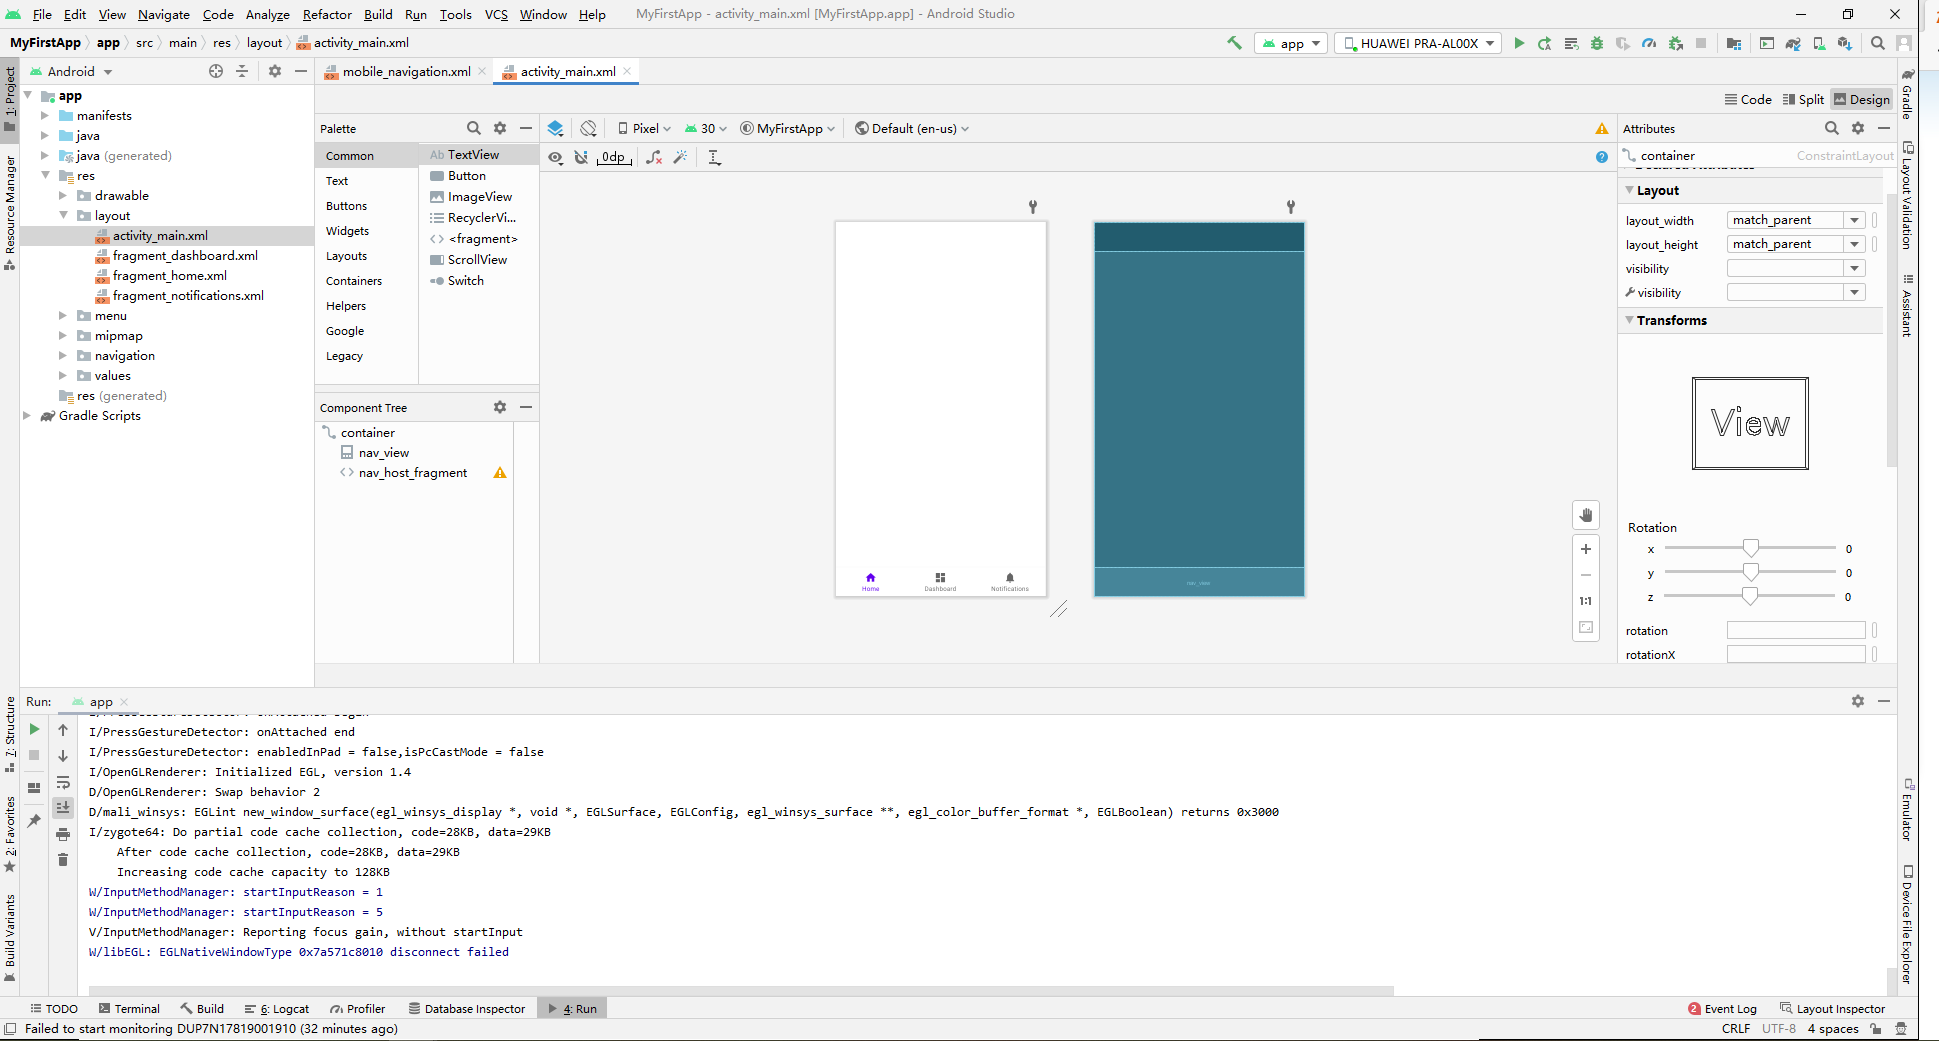 File Edit View Navigate Code Analyze Refactor Build Run Tools VCS Window Help MyFirstApp - activity_main.xml [MyFirstApp.app] - Android Studio
MyFirstApp app src main res layout activity_main.xml app HUAWEI PRA-AL00X
1: Project
Resource Manager
7: Structure
2: Favorites
Build Variants
Android
app
manifests
java
java (generated)
res
drawable
layout
activity_main.xml
fragment_dashboard.xml
fragment_home.xml
fragment_notifications.xml
menu
mipmap
navigation
values
res (generated)
Gradle Scripts
mobile_navigation.xml activity_main.xml
Code Split Design
Palette
Common
Text
Buttons
Widgets
Layouts
Containers
Helpers
Google
Legacy
Ab TextView
Button
ImageView
RecyclerVi...
<fragment>
ScrollView
Switch
Component Tree
container
nav_view
nav_host_fragment
Pixel 30 MyFirstApp Default (en-us)
0dp
Home Dashboard Notifications
nav_view
1:1
Attributes
container ConstraintLayout
Declared Attributes
Layout
layout_width match_parent
layout_height match_parent
visibility
visibility
Transforms
View
Rotation
x 0
y 0
z 0
rotation
rotationX
Gradle
Layout Validation
Assistant
Emulator
Device File Explorer
Run: app
I/PressGestureDetector: onAttached begin
I/PressGestureDetector: onAttached end
I/PressGestureDetector: enabledInPad = false,isPcCastMode = false
I/OpenGLRenderer: Initialized EGL, version 1.4
D/OpenGLRenderer: Swap behavior 2
D/mali_winsys: EGLint new_window_surface(egl_winsys_display *, void *, EGLSurface, EGLConfig, egl_winsys_surface **, egl_color_buffer_format *, EGLBoolean) returns 0x3000
I/zygote64: Do partial code cache collection, code=28KB, data=29KB
After code cache collection, code=28KB, data=29KB
Increasing code cache capacity to 128KB
W/InputMethodManager: startInputReason = 1
W/InputMethodManager: startInputReason = 5
V/InputMethodManager: Reporting focus gain, without startInput
W/libEGL: EGLNativeWindowType 0x7a571c8010 disconnect failed
TODO Terminal Build 6: Logcat Profiler Database Inspector 4: Run 2 Event Log Layout Inspector
Failed to start monitoring DUP7N17819001910 (32 minutes ago) CRLF UTF-8 4 spaces